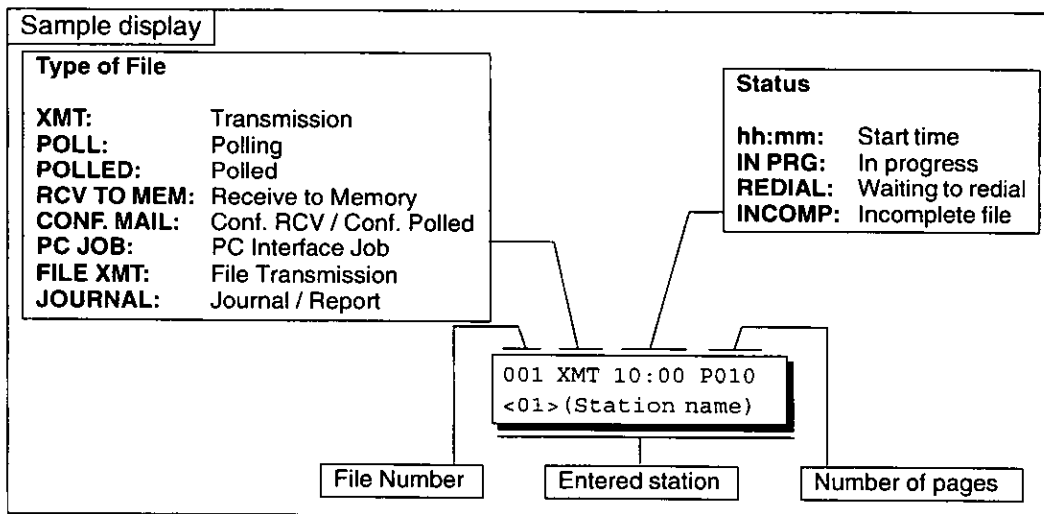 Sample display
Type of File
XMT: Transmission
POLL: Polling
POLLED: Polled
RCV TO MEM: Receive to Memory
CONF. MAIL: Conf. RCV / Conf. Polled
PC JOB: PC Interface Job
FILE XMT: File Transmission
JOURNAL: Journal / Report
Status
hh:mm: Start time
IN PRG: In progress
REDIAL: Waiting to redial
INCOMP: Incomplete file
001 XMT 10:00 P010
<01>(Station name)
File Number
Entered station
Number of pages